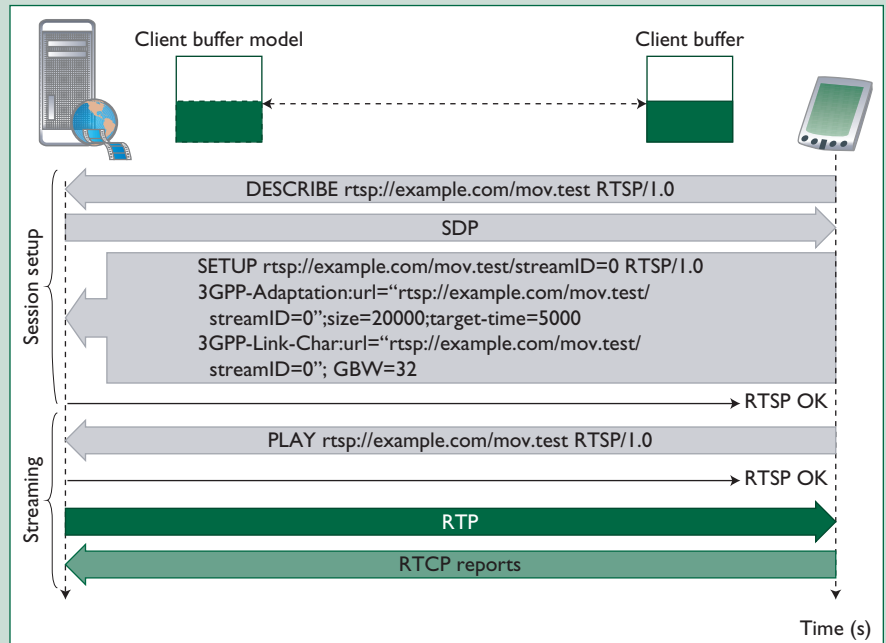 Client buffer model
Client buffer
Session setup
DESCRIBE rtsp://example.com/mov.test RTSP/1.0
SDP
SETUP rtsp://example.com/mov.test/streamID=0 RTSP/1.0
3GPP-Adaptation:url=“rtsp://example.com/mov.test/
streamID=0”;size=20000;target-time=5000
3GPP-Link-Char:url=“rtsp://example.com/mov.test/
streamID=0”; GBW=32
RTSP OK
Streaming
PLAY rtsp://example.com/mov.test RTSP/1.0
RTSP OK
RTP
RTCP reports
Time (s)